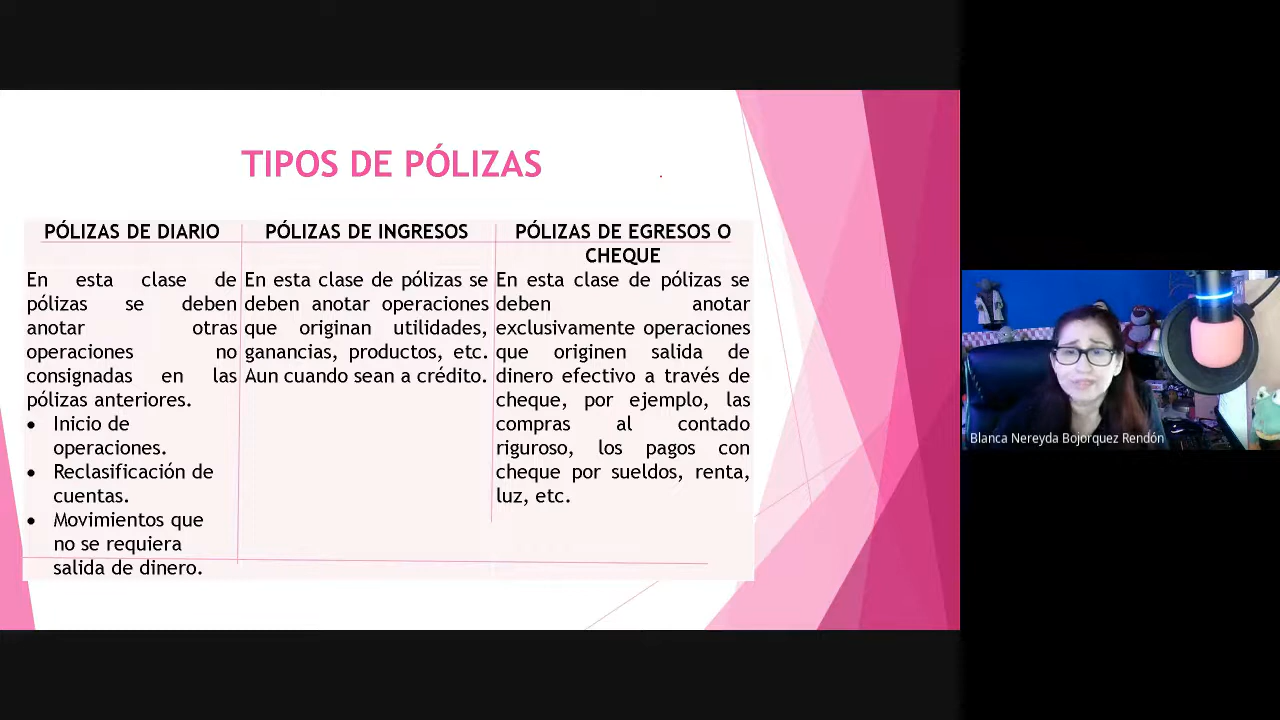 TIPOS DE PÓLIZAS
PÓLIZAS DE DIARIO
En esta clase de
pólizas se deben
anotar otras
operaciones no
consignadas en las
pólizas anteriores.
• Inicio de
operaciones.
• Reclasificación de
cuentas.
• Movimientos que
no se requiera
salida de dinero.
PÓLIZAS DE INGRESOS
En esta clase de pólizas se
deben anotar operaciones
que originan utilidades,
ganancias, productos, etc.
Aun cuando sean a crédito.
PÓLIZAS DE EGRESOS O
CHEQUE
En esta clase de pólizas se
deben anotar
exclusivamente operaciones
que originen salida de
dinero efectivo a través de
cheque, por ejemplo, las
compras al contado
riguroso, los pagos con
cheque por sueldos, renta,
luz, etc.
Blanca Nereyda Bojorquez Rendón